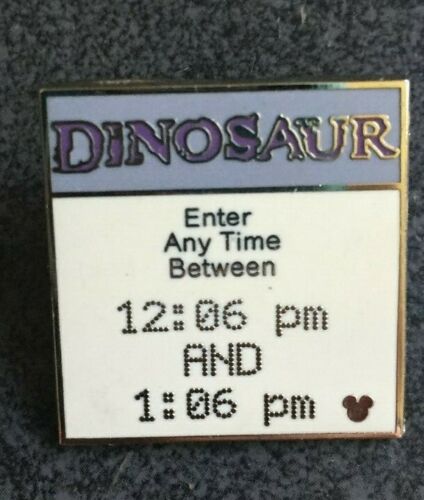 DINOSAUR
Enter
Any Time
Between
12:06 pm
AND
1:06 pm